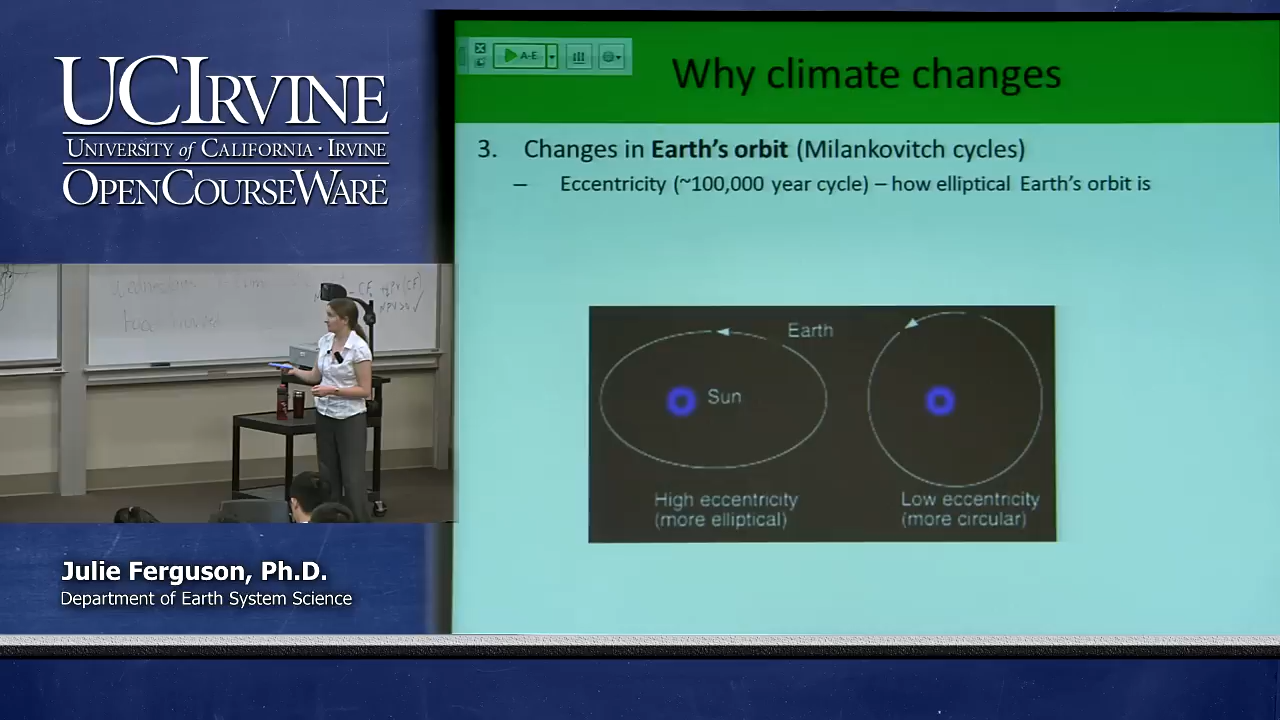 UCIRVINE
UNIVERSITY of CALIFORNIA · IRVINE
OPENCOURSEWARE
Julie Ferguson, Ph.D.
Department of Earth System Science
A-E
Why climate changes
3. Changes in Earth's orbit (Milankovitch cycles)
– Eccentricity (~100,000 year cycle) – how elliptical Earth's orbit is
Earth
Sun
High eccentricity
(more elliptical)
Low eccentricity
(more circular)